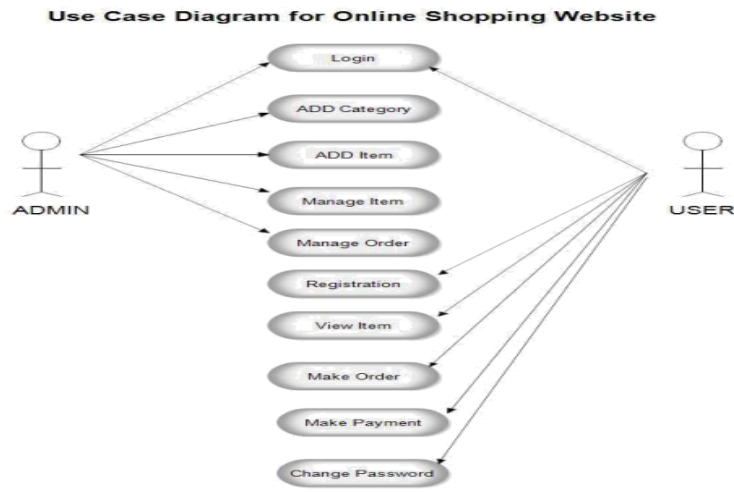 Use Case Diagram for Online Shopping Website
Login
ADD Category
ADD Item
Manage Item
Manage Order
Registration
View Item
Make Order
Make Payment
Change Password
ADMIN
USER